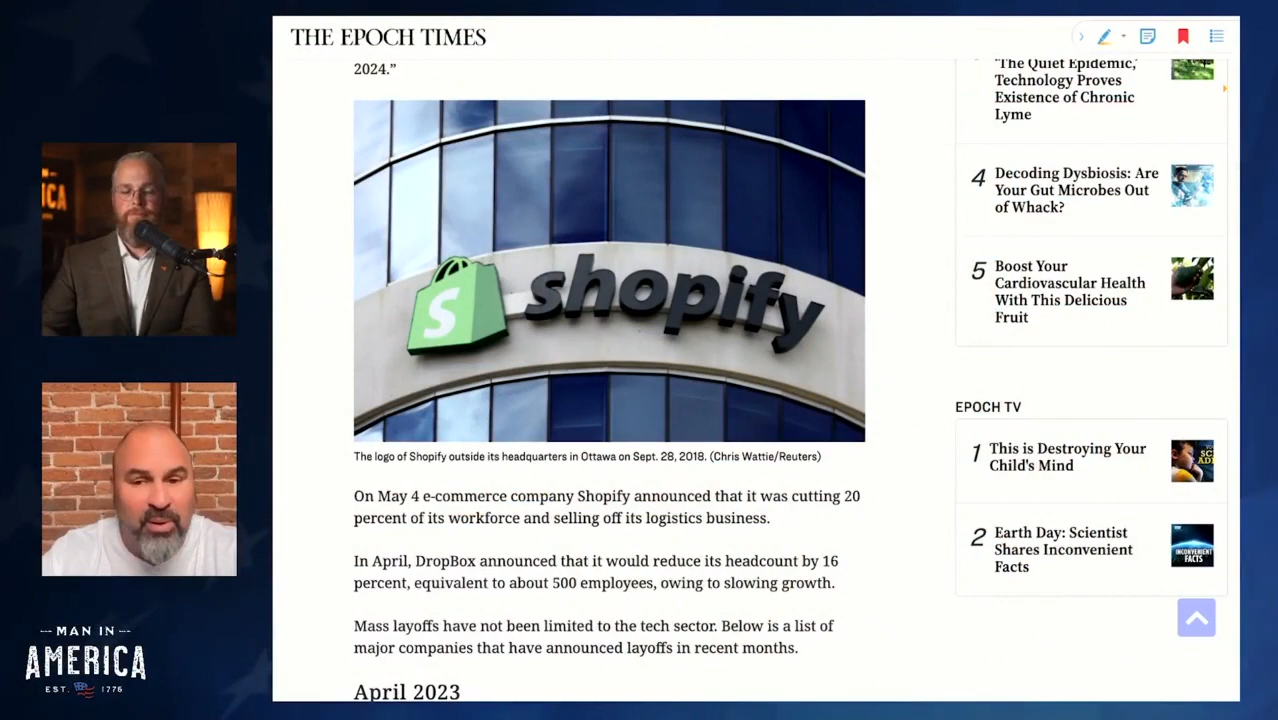 THE EPOCH TIMES
2024.”
S
shopify
The logo of Shopify outside its headquarters in Ottawa on Sept. 28, 2018. (Chris Wattie/Reuters)
On May 4 e-commerce company Shopify announced that it was cutting 20
percent of its workforce and selling off its logistics business.
In April, DropBox announced that it would reduce its headcount by 16
percent, equivalent to about 500 employees, owing to slowing growth.
Mass layoffs have not been limited to the tech sector. Below is a list of
major companies that have announced layoffs in recent months.
April 2023
'The Quiet Epidemic,'
Technology Proves
Existence of Chronic
Lyme
4
Decoding Dysbiosis: Are
Your Gut Microbes Out
of Whack?
5
Boost Your
Cardiovascular Health
With This Delicious
Fruit
EPOCH TV
1
This is Destroying Your
Child's Mind
2
Earth Day: Scientist
Shares Inconvenient
Facts
INCONVENIENT
FACTS
ICA
MAN IN
AMERICA
EST. 1776